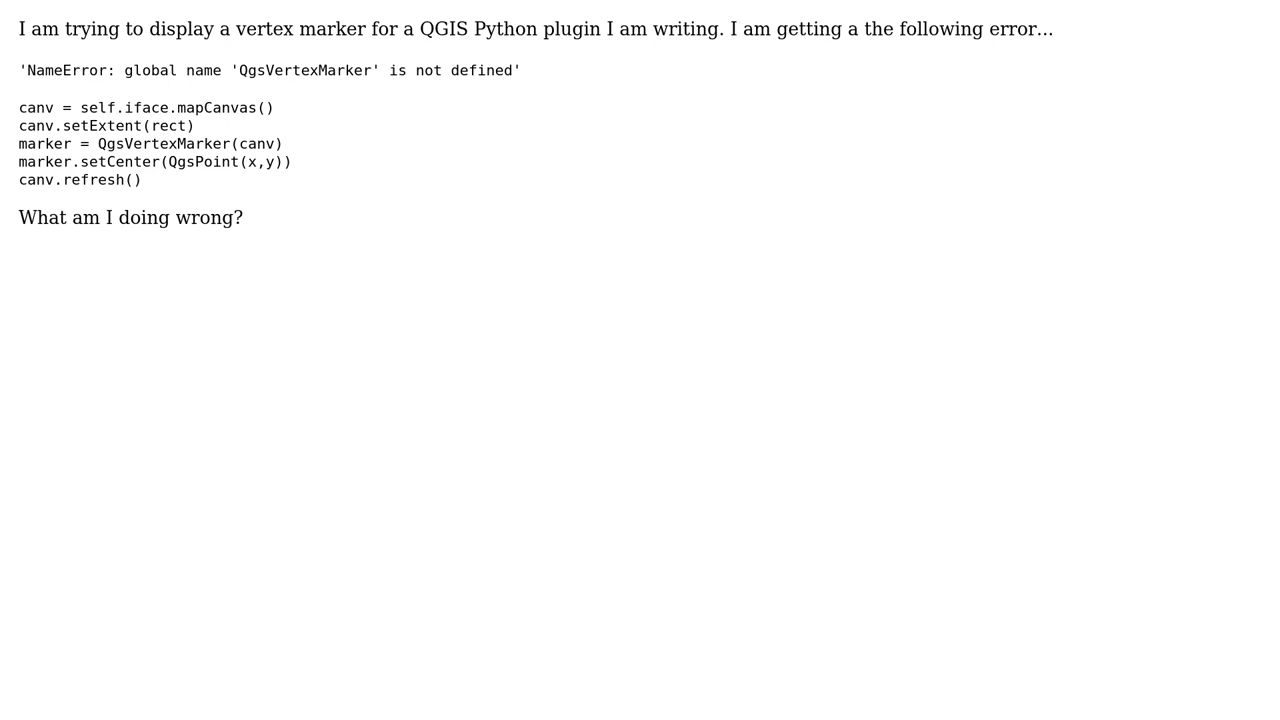 I am trying to display a vertex marker for a QGIS Python plugin I am writing. I am getting a the following error...
'NameError: global name 'QgsVertexMarker' is not defined'
canv = self.iface.mapCanvas()
canv.setExtent(rect)
marker = QgsVertexMarker(canv)
marker.setCenter(QgsPoint(x,y))
canv.refresh()
What am I doing wrong?